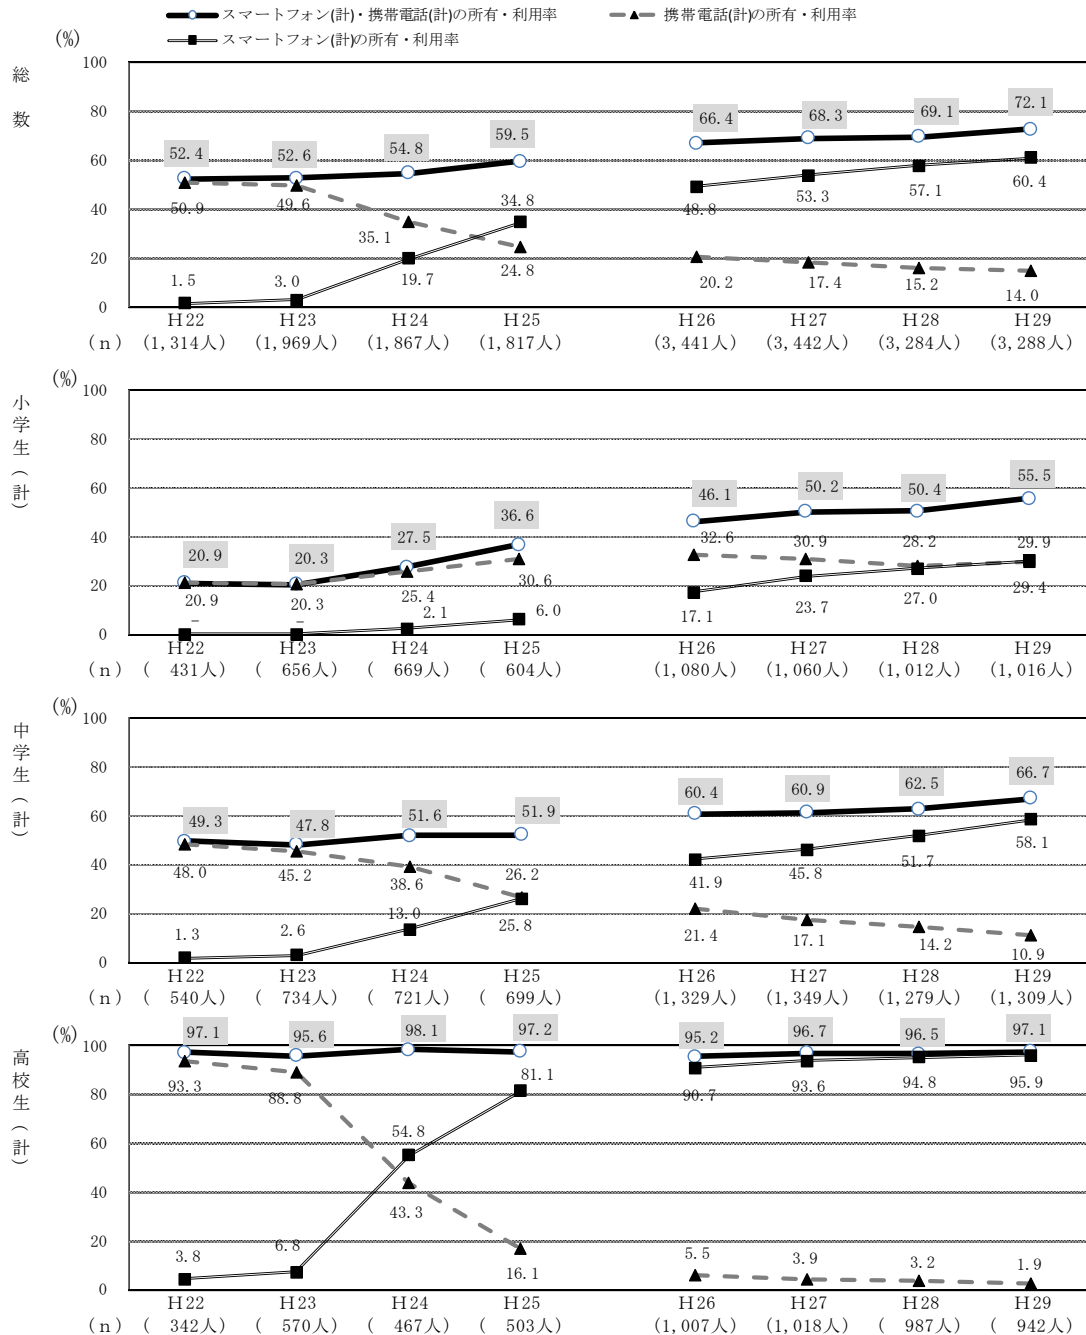 スマートフォン(計)・携帯電話(計)の所有・利用率 携帯電話(計)の所有・利用率
スマートフォン(計)の所有・利用率
(%)
総数
100
80
60
40
20
0
52.4 52.6 54.8 59.5 66.4 68.3 69.1 72.1
50.9 49.6 35.1 24.8 20.2 17.4 15.2 14.0
1.5 3.0 19.7 34.8 48.8 53.3 57.1 60.4
H22 H23 H24 H25 H26 H27 H28 H29
(n) (1,314人) (1,969人) (1,867人) (1,817人) (3,441人) (3,442人) (3,284人) (3,288人)
(%)
小学生(計)
100
80
60
40
20
0
20.9 20.3 27.5 36.6 46.1 50.2 50.4 55.5
20.9 20.3 25.4 30.6 32.6 30.9 28.2 29.9
－ － 2.1 6.0 17.1 23.7 27.0 29.4
H22 H23 H24 H25 H26 H27 H28 H29
(n) ( 431人) ( 656人) ( 669人) ( 604人) (1,080人) (1,060人) (1,012人) (1,016人)
(%)
中学生(計)
100
80
60
40
20
0
49.3 47.8 51.6 51.9 60.4 60.9 62.5 66.7
48.0 45.2 38.6 26.2 21.4 17.1 14.2 10.9
1.3 2.6 13.0 25.8 41.9 45.8 51.7 58.1
H22 H23 H24 H25 H26 H27 H28 H29
(n) ( 540人) ( 734人) ( 721人) ( 699人) (1,329人) (1,349人) (1,279人) (1,309人)
(%)
高校生(計)
100
80
60
40
20
0
97.1 95.6 98.1 97.2 95.2 96.7 96.5 97.1
93.3 88.8 43.3 16.1 5.5 3.9 3.2 1.9
3.8 6.8 54.8 81.1 90.7 93.6 94.8 95.9
H22 H23 H24 H25 H26 H27 H28 H29
(n) ( 342人) ( 570人) ( 467人) ( 503人) (1,007人) (1,018人) ( 987人) ( 942人)